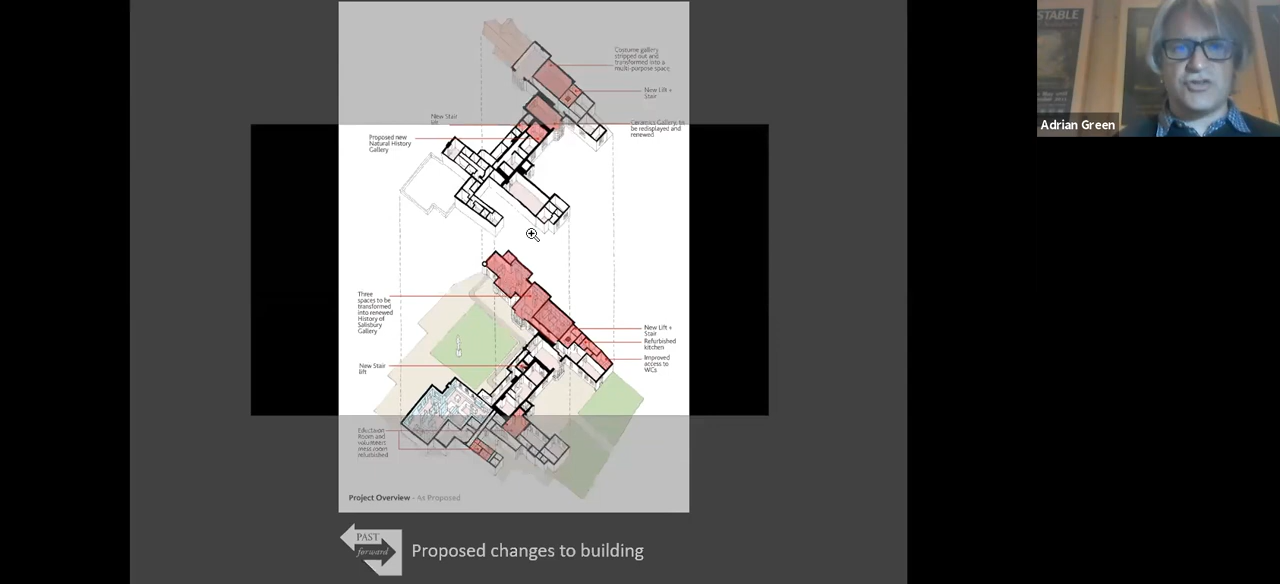 STABLE
Adrian Green
Costume gallery
stripped out and
transformed into a
multi-purpose space
New Lift +
Stair
New Stair
lift
Ceramics Gallery, to
be redisplayed and
renewed
Proposed new
Natural History
Gallery
Three
spaces to be
transformed
into renewed
History of
Salisbury
Gallery
New Lift +
Stair
Refurbished
kitchen
Improved
access to
WCs
New Stair
lift
Education
Room and
volunteers
mess room
refurbished
Project Overview - As Proposed
PAST
forward
Proposed changes to building